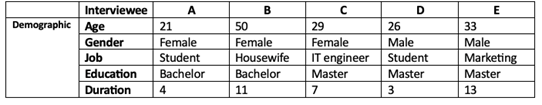 Interviewee A B C D E
Demographic Age 21 50 29 26 33
Gender Female Female Female Male Male
Job Student Housewife IT engineer Student Marketing
Education Bachelor Bachelor Master Master Master
Duration 4 11 7 3 13